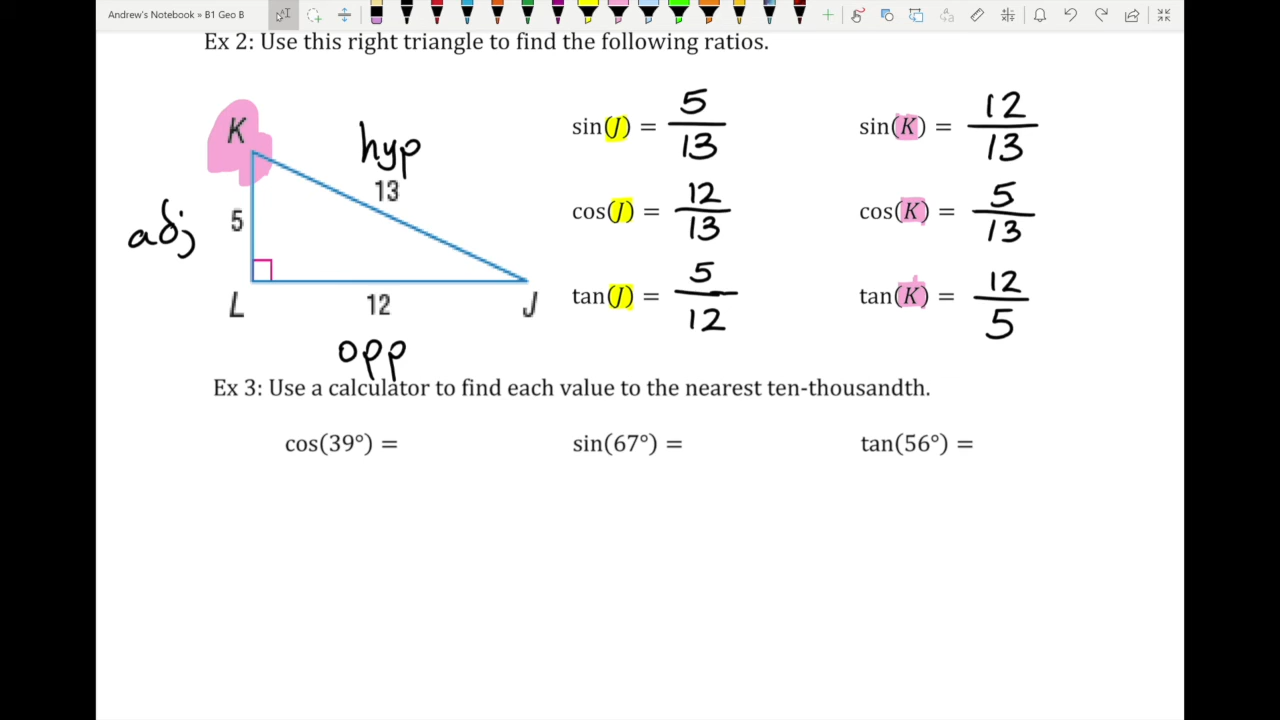 Andrew's Notebook » B1 Geo B
Ex 2: Use this right triangle to find the following ratios.
K
hyp
13
adj
5
L
12
J
opp
sin(J) = 5/13
sin(K) = 12/13
cos(J) = 12/13
cos(K) = 5/13
tan(J) = 5/12
tan(K) = 12/5
Ex 3: Use a calculator to find each value to the nearest ten-thousandth.
cos(39°) =
sin(67°) =
tan(56°) =